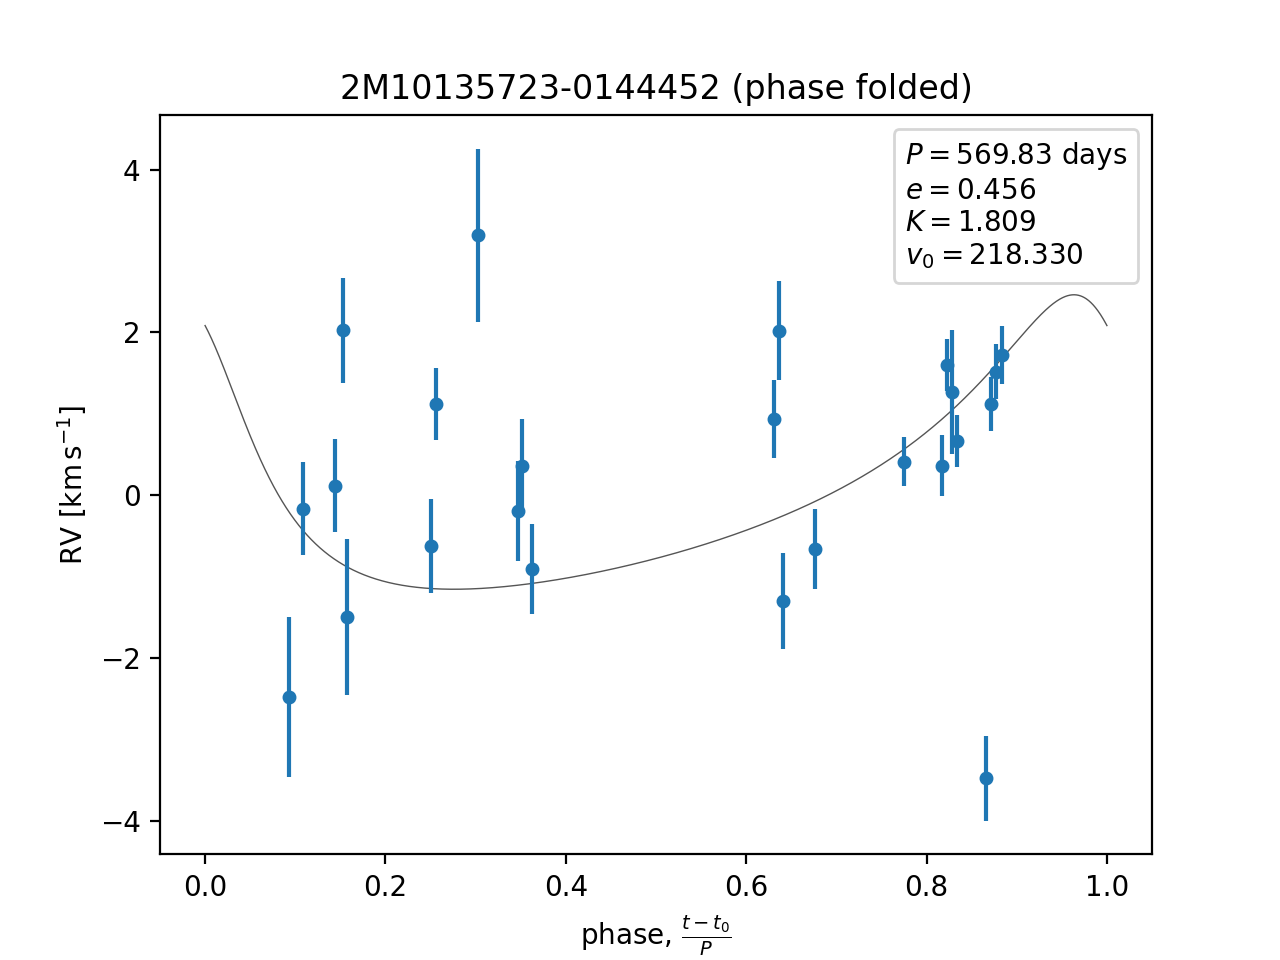 2M10135723-0144452 (phase folded)
P = 569.83 days
e = 0.456
K = 1.809
v₀ = 218.330
RV [km s⁻¹]
4
2
0
−2
−4
0.0 0.2 0.4 0.6 0.8 1.0
phase, (t − t₀)/P